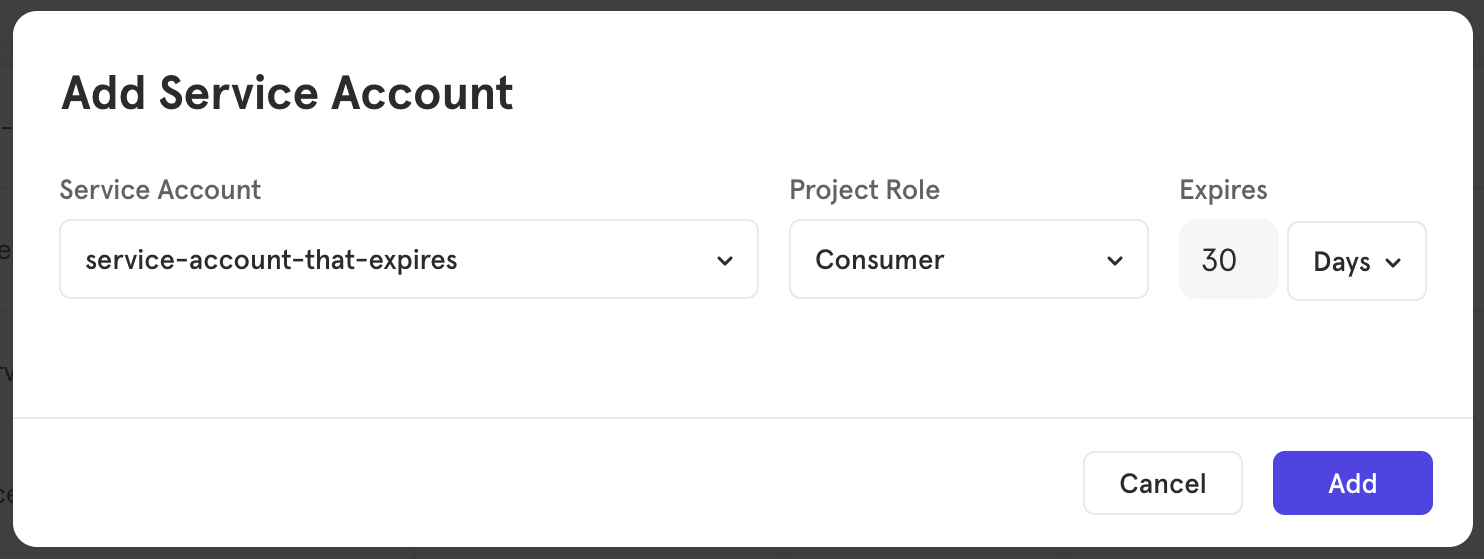 Add Service Account
Service Account
Project Role
Expires
service-account-that-expires
Consumer
30
Days
Cancel
Add